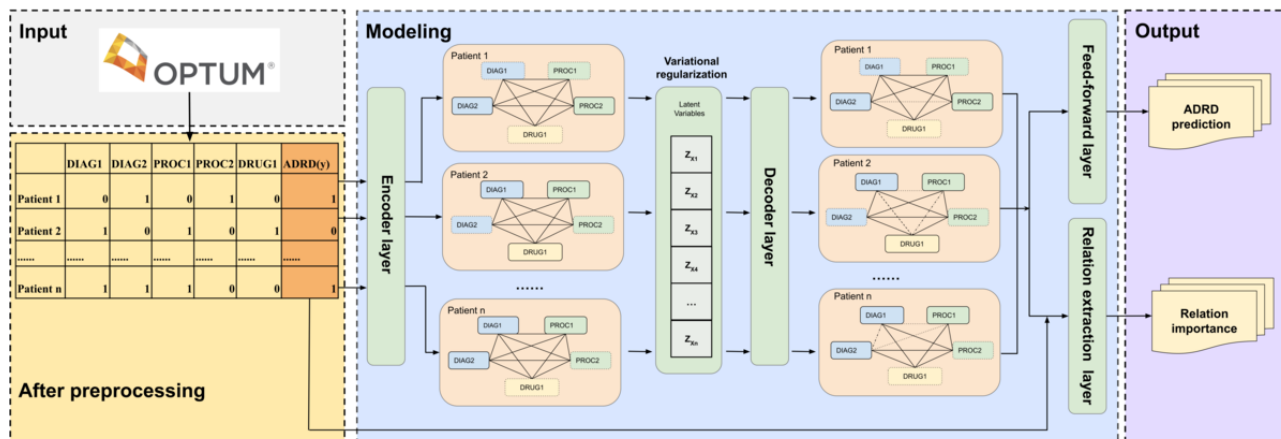 Input
OPTUM®
DIAG1 DIAG2 PROC1 PROC2 DRUG1 ADRD(y)
Patient 1 0 1 0 1 0 1
Patient 2 1 0 1 0 1 0
...... ...... ...... ...... ...... ...... ......
Patient n 1 1 1 0 0 1
After preprocessing
Modeling
Encoder layer
Patient 1
DIAG1 PROC1
DIAG2 PROC2
DRUG1
Patient 2
DIAG1 PROC1
DIAG2 PROC2
DRUG1
......
Patient n
DIAG1 PROC1
DIAG2 PROC2
DRUG1
Variational
regularization
Latent
Variables
ZX1
ZX2
ZX3
ZX4
...
ZXn
Decoder layer
Patient 1
DIAG1 PROC1
DIAG2 PROC2
DRUG1
Patient 2
DIAG1 PROC1
DIAG2 PROC2
DRUG1
......
Patient n
DIAG1 PROC1
DIAG2 PROC2
DRUG1
Feed-forward layer
Relation extraction layer
Output
ADRD
prediction
Relation
importance